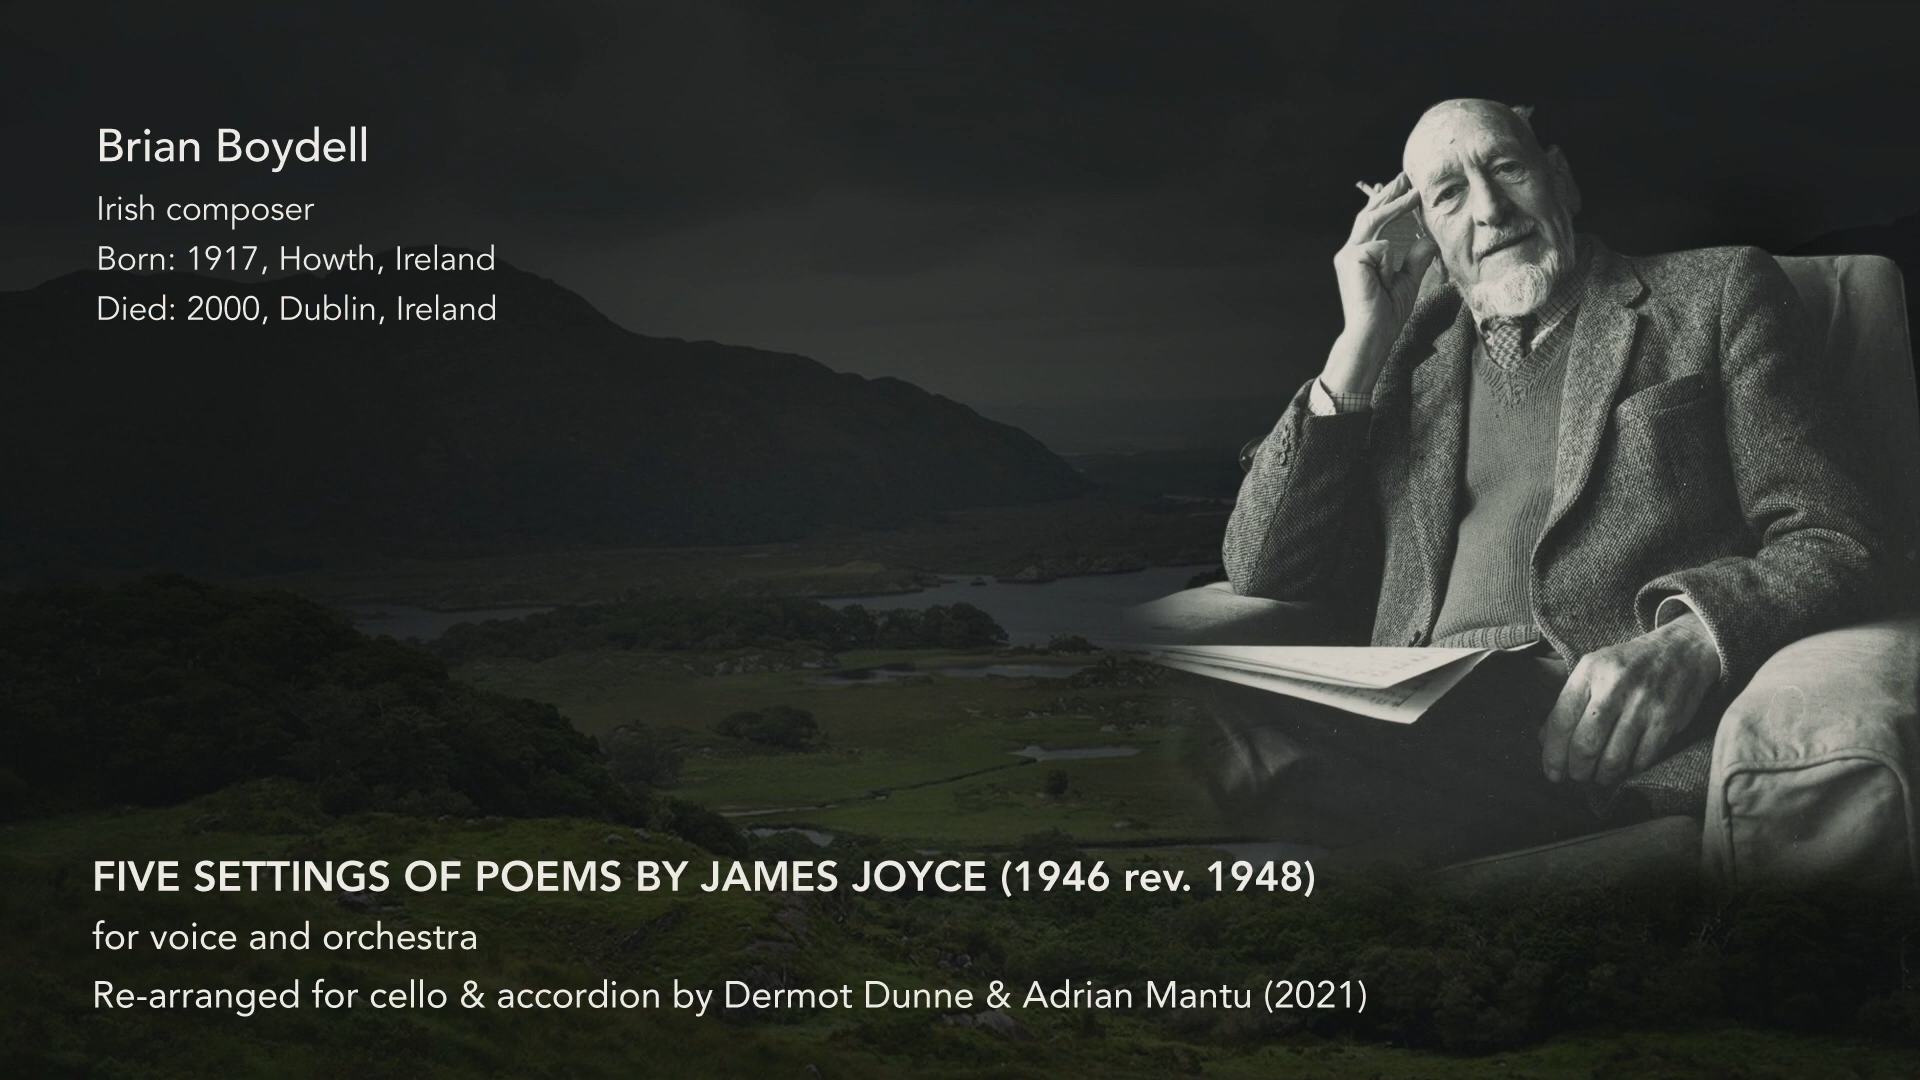 Brian Boydell
Irish composer
Born: 1917, Howth, Ireland
Died: 2000, Dublin, Ireland
FIVE SETTINGS OF POEMS BY JAMES JOYCE (1946 rev. 1948)
for voice and orchestra
Re-arranged for cello & accordion by Dermot Dunne & Adrian Mantu (2021)